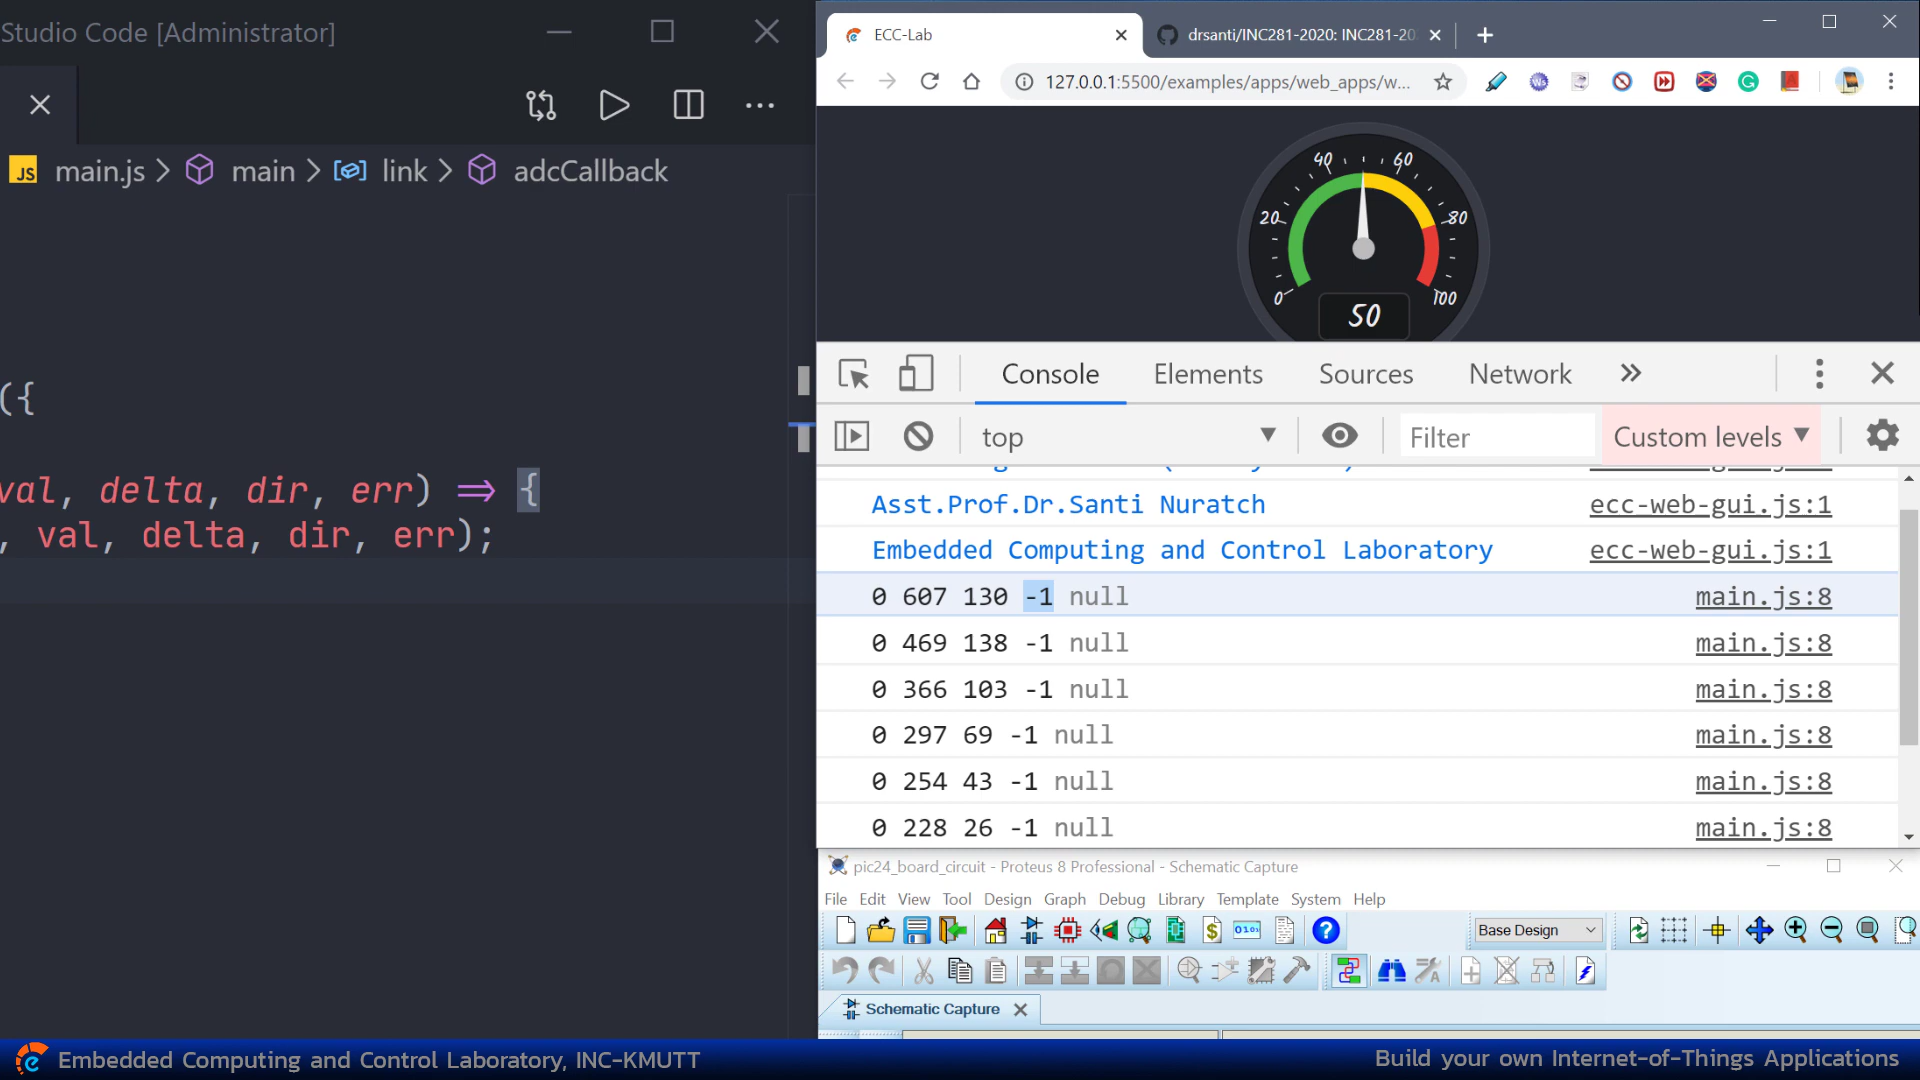 Studio Code [Administrator]
JS main.js > main > link > adcCallback
({
val, delta, dir, err) => {
, val, delta, dir, err);
ECC-Lab
drsanti/INC281-2020: INC281-20
127.0.0.1:5500/examples/apps/web_apps/w...
0
20
40
60
80
100
50
Console
Elements
Sources
Network
top
Filter
Custom levels
Asst.Prof.Dr.Santi Nuratch ecc-web-gui.js:1
Embedded Computing and Control Laboratory ecc-web-gui.js:1
0 607 130 -1 null main.js:8
0 469 138 -1 null main.js:8
0 366 103 -1 null main.js:8
0 297 69 -1 null main.js:8
0 254 43 -1 null main.js:8
0 228 26 -1 null main.js:8
pic24_board_circuit - Proteus 8 Professional - Schematic Capture
File Edit View Tool Design Graph Debug Library Template System Help
Base Design
Schematic Capture
Embedded Computing and Control Laboratory, INC-KMUTT
Build your own Internet-of-Things Applications